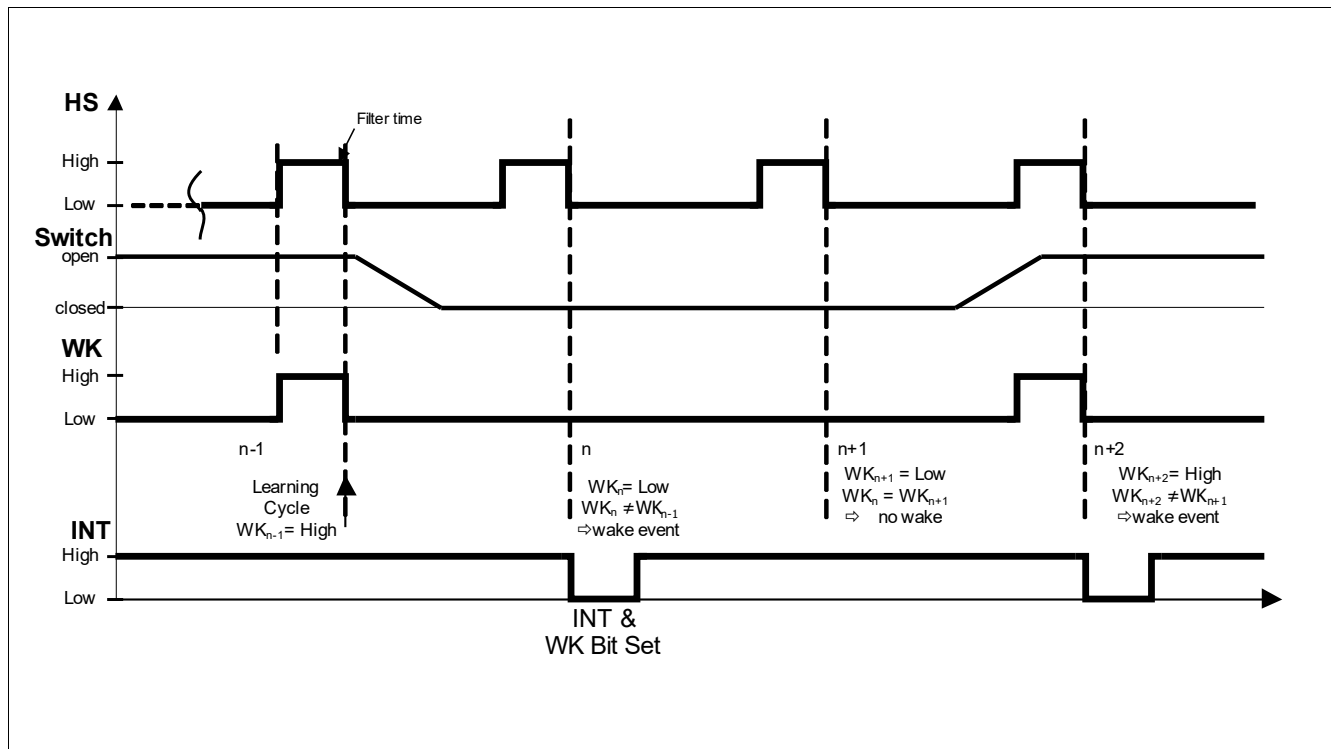 HS
Filter time
High
Low
Switch
open
closed
WK
High
Low
n-1
n
n+1
n+2
Learning
Cycle
WKn-1= High
WKn= Low
WKn ≠WKn-1
⇨wake event
WKn+1 = Low
WKn = WKn+1
⇨ no wake
WKn+2 = High
WKn+2 ≠WKn+1
⇨wake event
INT
High
Low
INT &
WK Bit Set